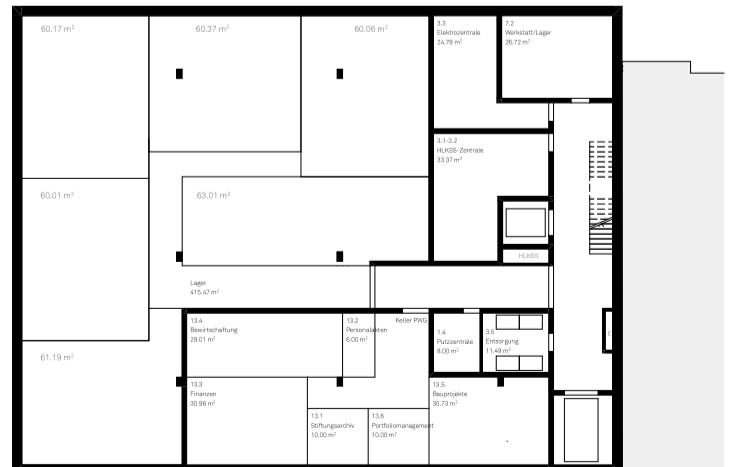 60.17 m²
60.37 m²
60.06 m²
3.3
Elektrozentrale
24.78 m²
7.2
Werkstatt/Lager
26.72 m²
3.1-3.2
HLKSS-Zentrale
33.37 m²
60.01 m²
63.01 m²
HLKSS
Lager
415.47 m²
13.4
Bewirtschaftung
28.01 m²
13.2
Personalakten
6.00 m²
Keller PWG
1.4
Putzzentrale
8.00 m²
3.5
Entsorgung
11.49 m²
E
61.19 m²
13.3
Finanzen
30.96 m²
13.5
Bauprojekte
30.73 m²
13.1
Stiftungsarchiv
10.00 m²
13.6
Portfoliomanagement
10.00 m²